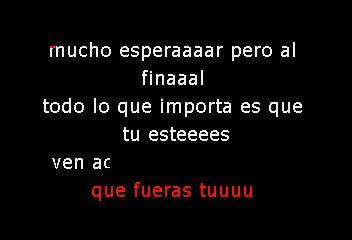 mucho esperaaaar pero al
finaaal
todo lo que importa es que
tu esteeees
ven ac
que fueras tuuuu